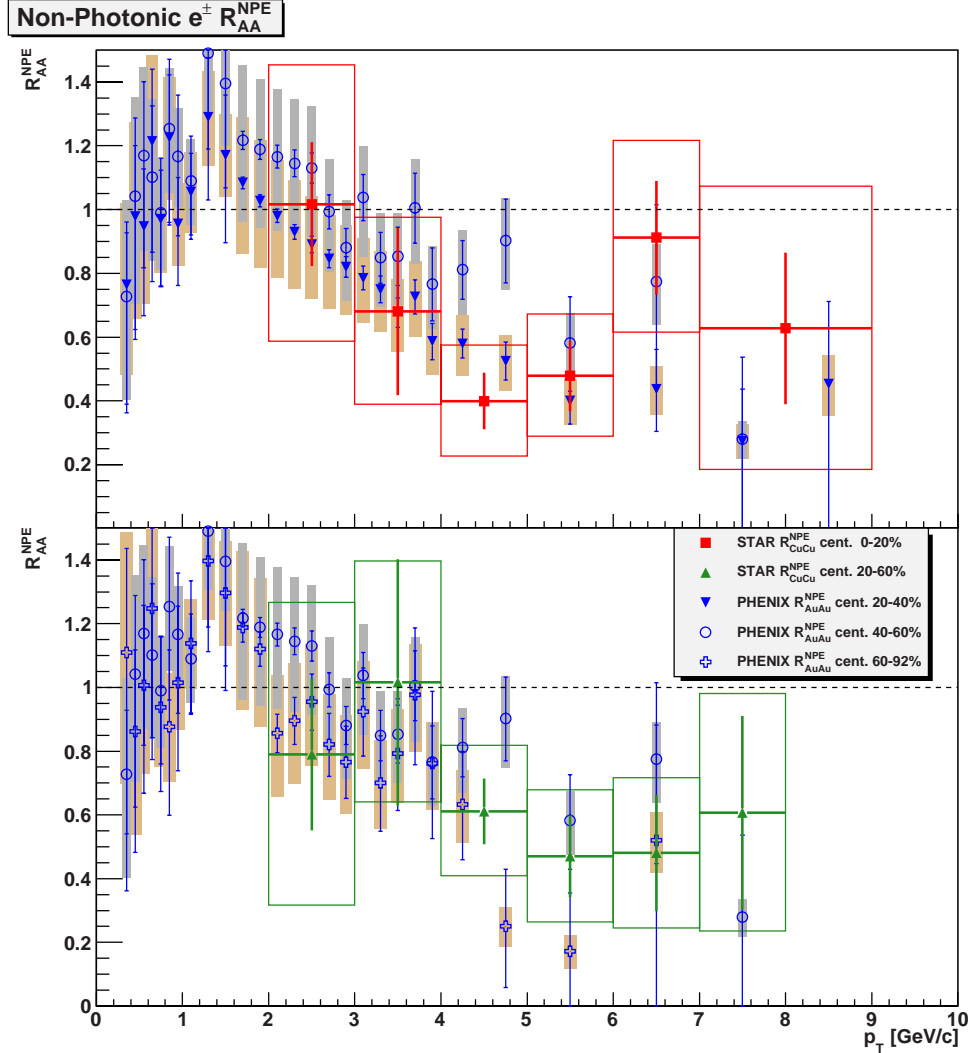 Non-Photonic e± R_AA^NPE
R_AA^NPE
1.4
1.2
1
0.8
0.6
0.4
0.2
R_AA^NPE
1.4
1.2
1
0.8
0.6
0.4
0.2
0
STAR R_CuCu^NPE cent. 0-20%
STAR R_CuCu^NPE cent. 20-60%
PHENIX R_AuAu^NPE cent. 20-40%
PHENIX R_AuAu^NPE cent. 40-60%
PHENIX R_AuAu^NPE cent. 60-92%
0 1 2 3 4 5 6 7 8 9 10
p_T [GeV/c]